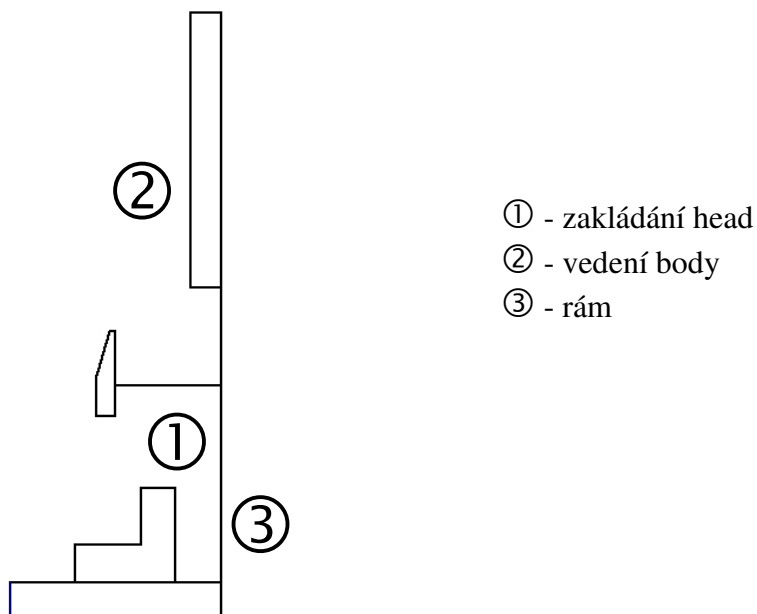 ②
① - zakládání head
② - vedení body
③ - rám
①
③